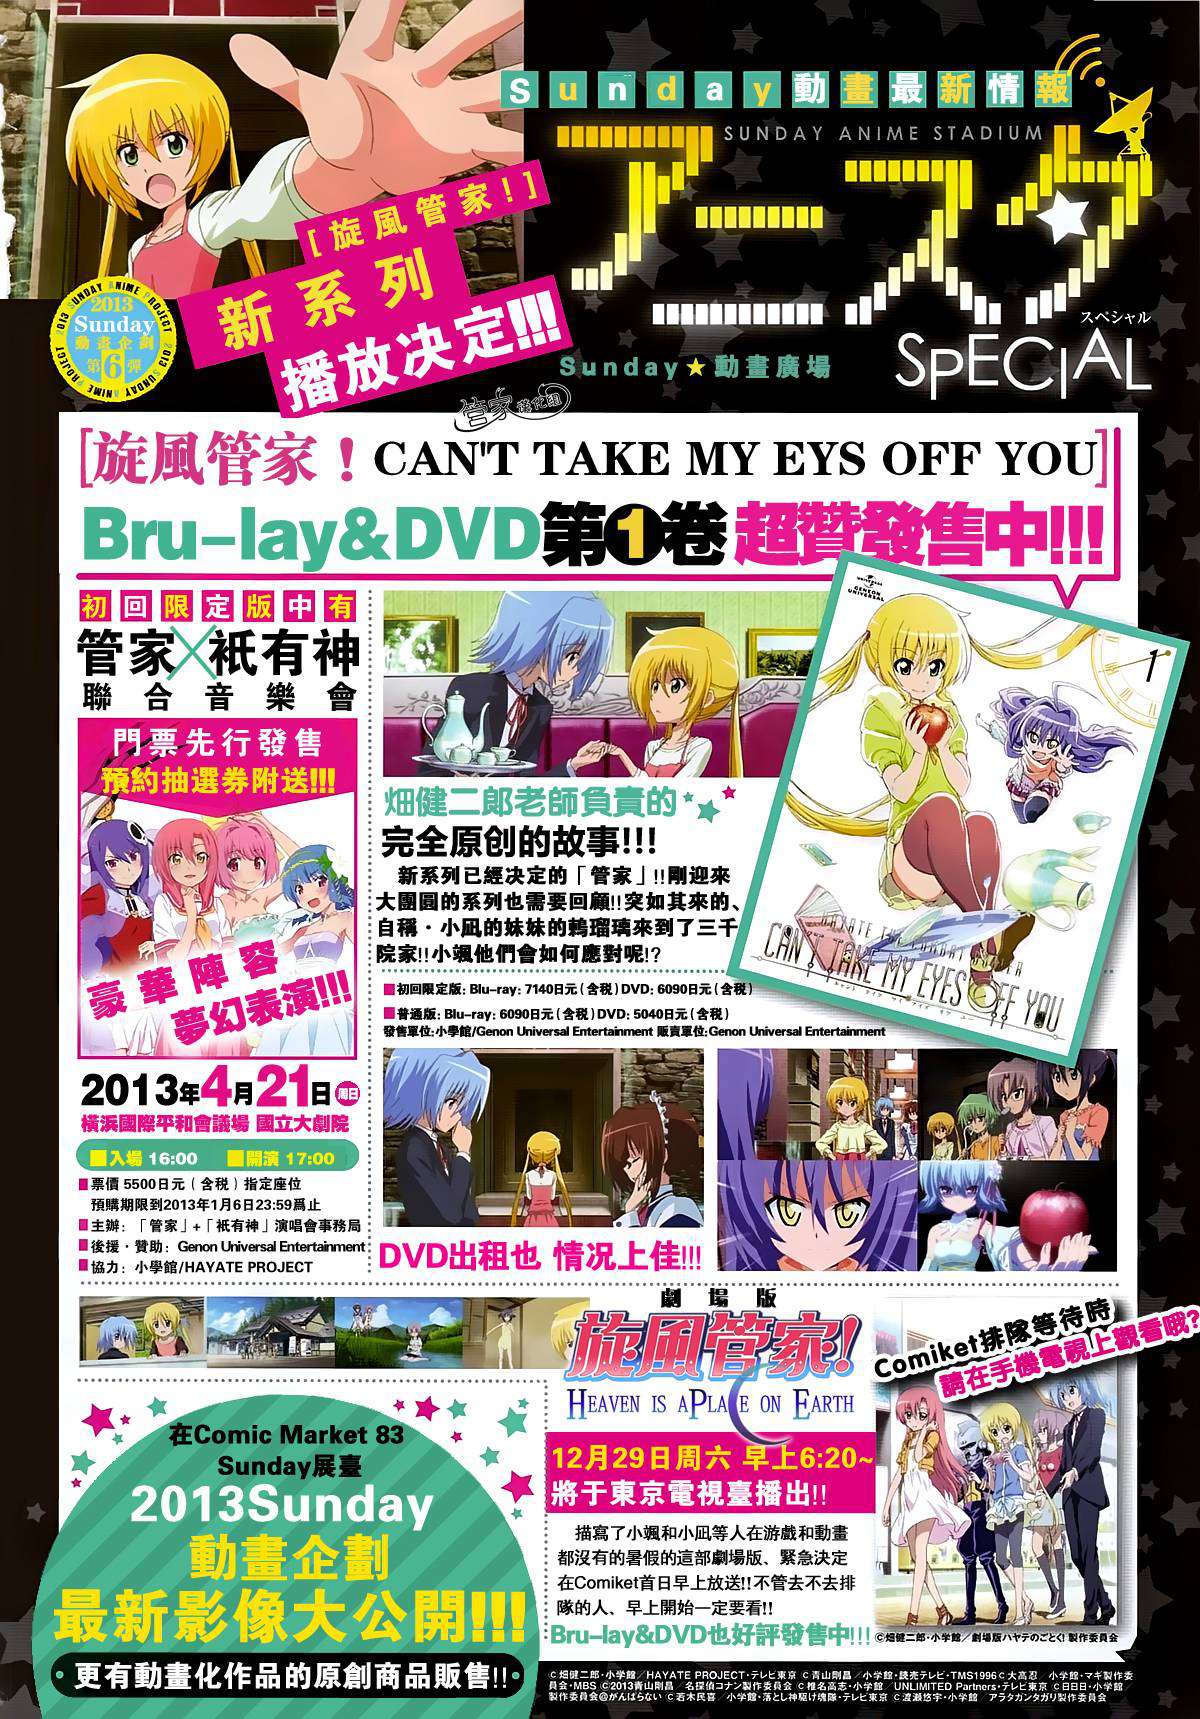 Sunday動畫最新情報
SUNDAY ANIME STADIUM
アニスタ
スペシャル
SPECIAL
Sunday★動畫廣場
[旋風管家!]
新系列
播放决定!!!
2013 SUNDAY ANIME PROJECT 2013 SUNDAY ANIME PROJECT
2013
Sunday
動畫企劃
第6彈
管家漢化組
[旋風管家！CAN'T TAKE MY EYS OFF YOU]
Bru-lay&DVD第1卷 超贊發售中!!!
初回限定版中有
管家×祇有神
聯合音樂會
門票先行發售
預約抽選券附送!!!
豪華陣容
夢幻表演!!!
2013年4月21日周日
橫浜國際平和會議場 國立大劇院
■入場 16:00 ■開演 17:00
■票價 5500日元（含税）指定座位
預購期限到2013年1月6日23:59爲止
■主辦：「管家」+「祇有神」演唱會事務局
■後援・贊助：Genon Universal Entertainment
■協力：小學館/HAYATE PROJECT
GENEON
UNIVERSAL
1
HAYATE THE COMBAT BUTLER
CAN'T TAKE MY EYES OFF YOU
畑健二郎老師負責的
完全原创的故事!!!
新系列已經决定的「管家」!!剛迎來
大團圓的系列也需要回顧!!突如其來的、
自稱・小凪的妹妹的鶫瑠璃來到了三千
院家!!小颯他們會如何應對呢!?
■初回限定版: Blu-ray: 7140日元（含税）DVD: 6090日元（含税）
■普通版: Blu-ray: 6090日元（含税）DVD: 5040日元（含税）
發售單位:小學館/Genon Universal Entertainment 販賣單位:Genon Universal Entertainment
DVD出租也 情况上佳!!!
劇場版
旋風管家!
HEAVEN IS A PLACE ON EARTH
12月29日周六 早上6:20~
將于東京電視臺播出!!
描寫了小颯和小凪等人在游戲和動畫
都沒有的暑假的這部劇場版、緊急決定
在Comiket首日早上放送!!不管去不去排
隊的人、早上開始一定要看!!
Bru-lay&DVD也好評發售中!!!
Comiket排隊等待時
請在手機電視上觀看哦?
©畑健二郎・小学館／劇場版ハヤテのごとく! 製作委員会
在Comic Market 83
Sunday展臺
2013Sunday
動畫企劃
最新影像大公開!!!
・更有動畫化作品的原創商品販售!!・
©畑健二郎・小学館／HAYATE PROJECT・テレビ東京 ©青山剛昌／小学館・読売テレビ・TMS1996 ©大高忍／小学館・マギ製作委
員会・MBS ©2013青山剛昌／名探偵コナン製作委員会 ©椎名高志・小学館／UNLIMITED Partners・テレビ東京 ©日日日・小学館／
製作委員会@がんばらない ©若木民喜／小学館・落とし神駆け魂隊・テレビ東京 ©渡瀬悠宇・小学館／アラタカンガタリ製作委員会